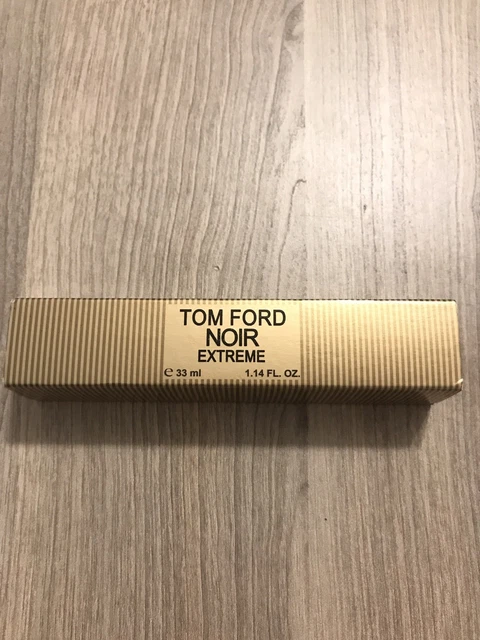 TOM FORD
NOIR
EXTREME
℮ 33 ml 1.14 FL. OZ.